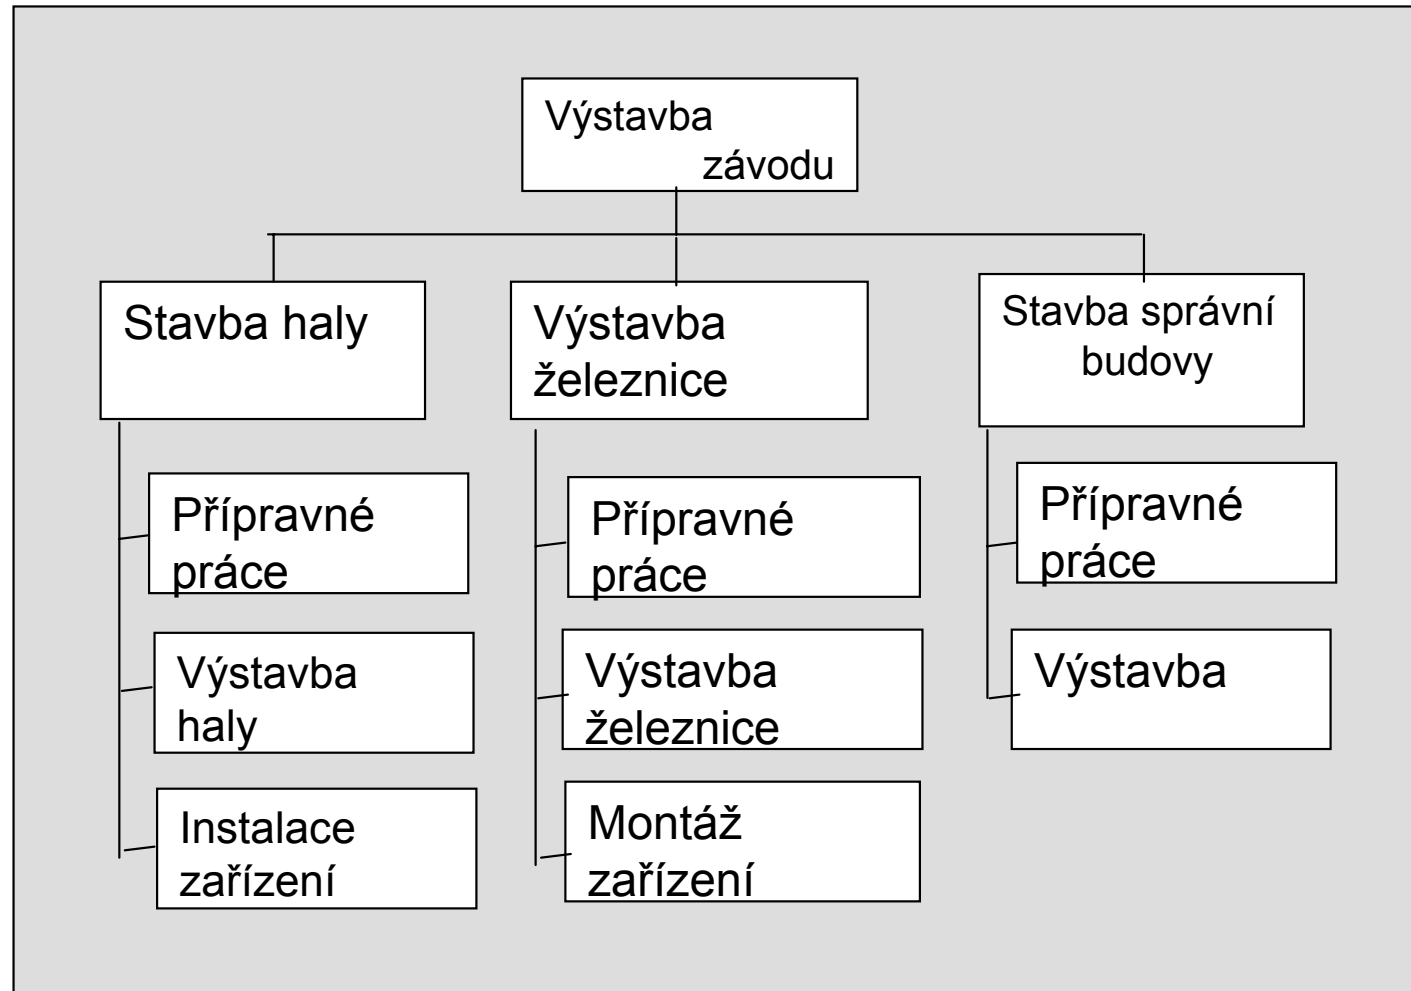 Výstavba
závodu
Stavba haly
Výstavba
železnice
Stavba správní
budovy
Přípravné
práce
Výstavba
haly
Instalace
zařízení
Přípravné
práce
Výstavba
železnice
Montáž
zařízení
Přípravné
práce
Výstavba